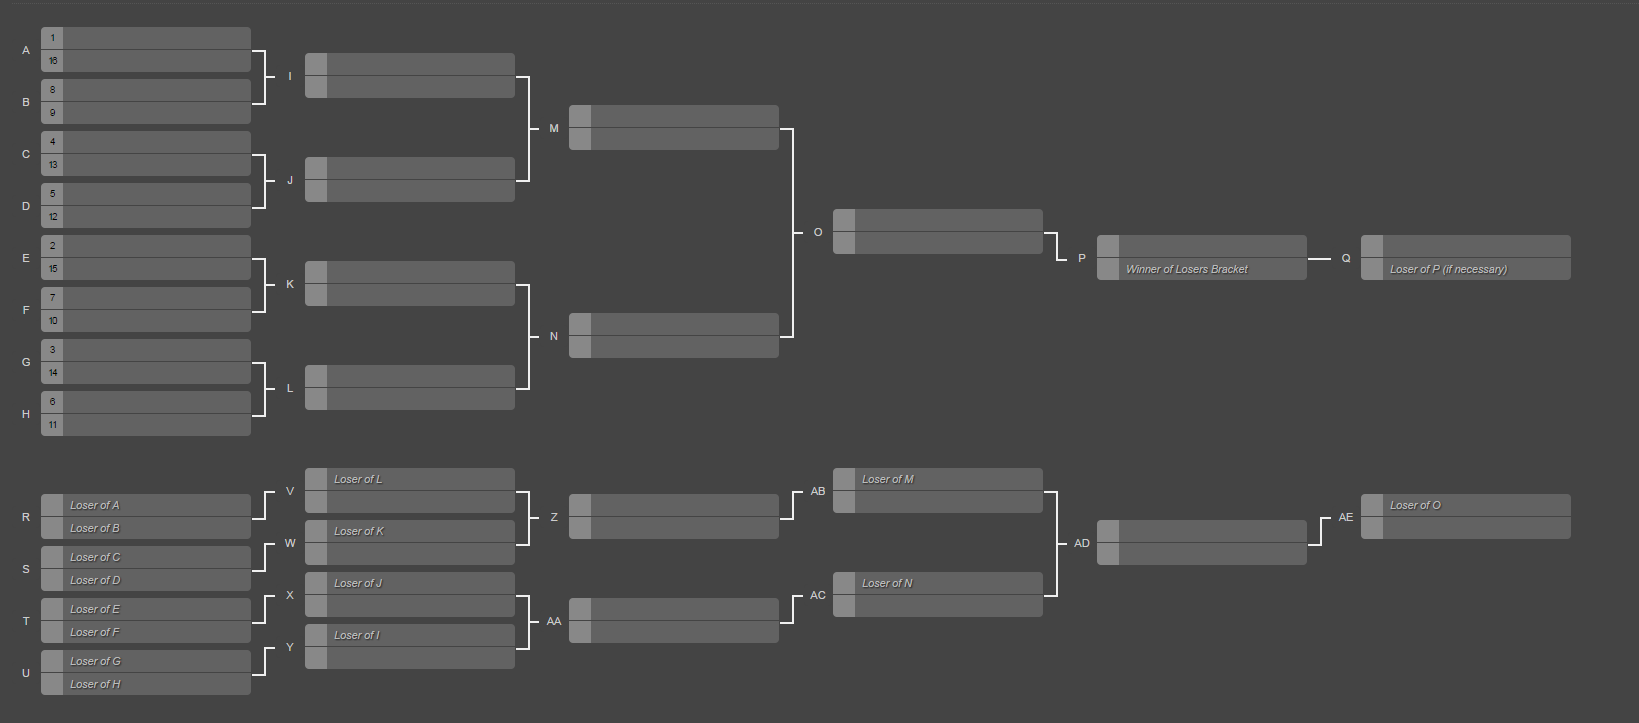 A
1
16
B
8
9
C
4
13
D
5
12
E
2
15
F
7
10
G
3
14
H
6
11
I
J
K
L
M
N
O
P
Winner of Losers Bracket
Q
Loser of P (if necessary)
R
Loser of A
Loser of B
S
Loser of C
Loser of D
T
Loser of E
Loser of F
U
Loser of G
Loser of H
V
Loser of L
W
Loser of K
X
Loser of J
Y
Loser of I
Z
AA
AB
Loser of M
AC
Loser of N
AD
AE
Loser of O